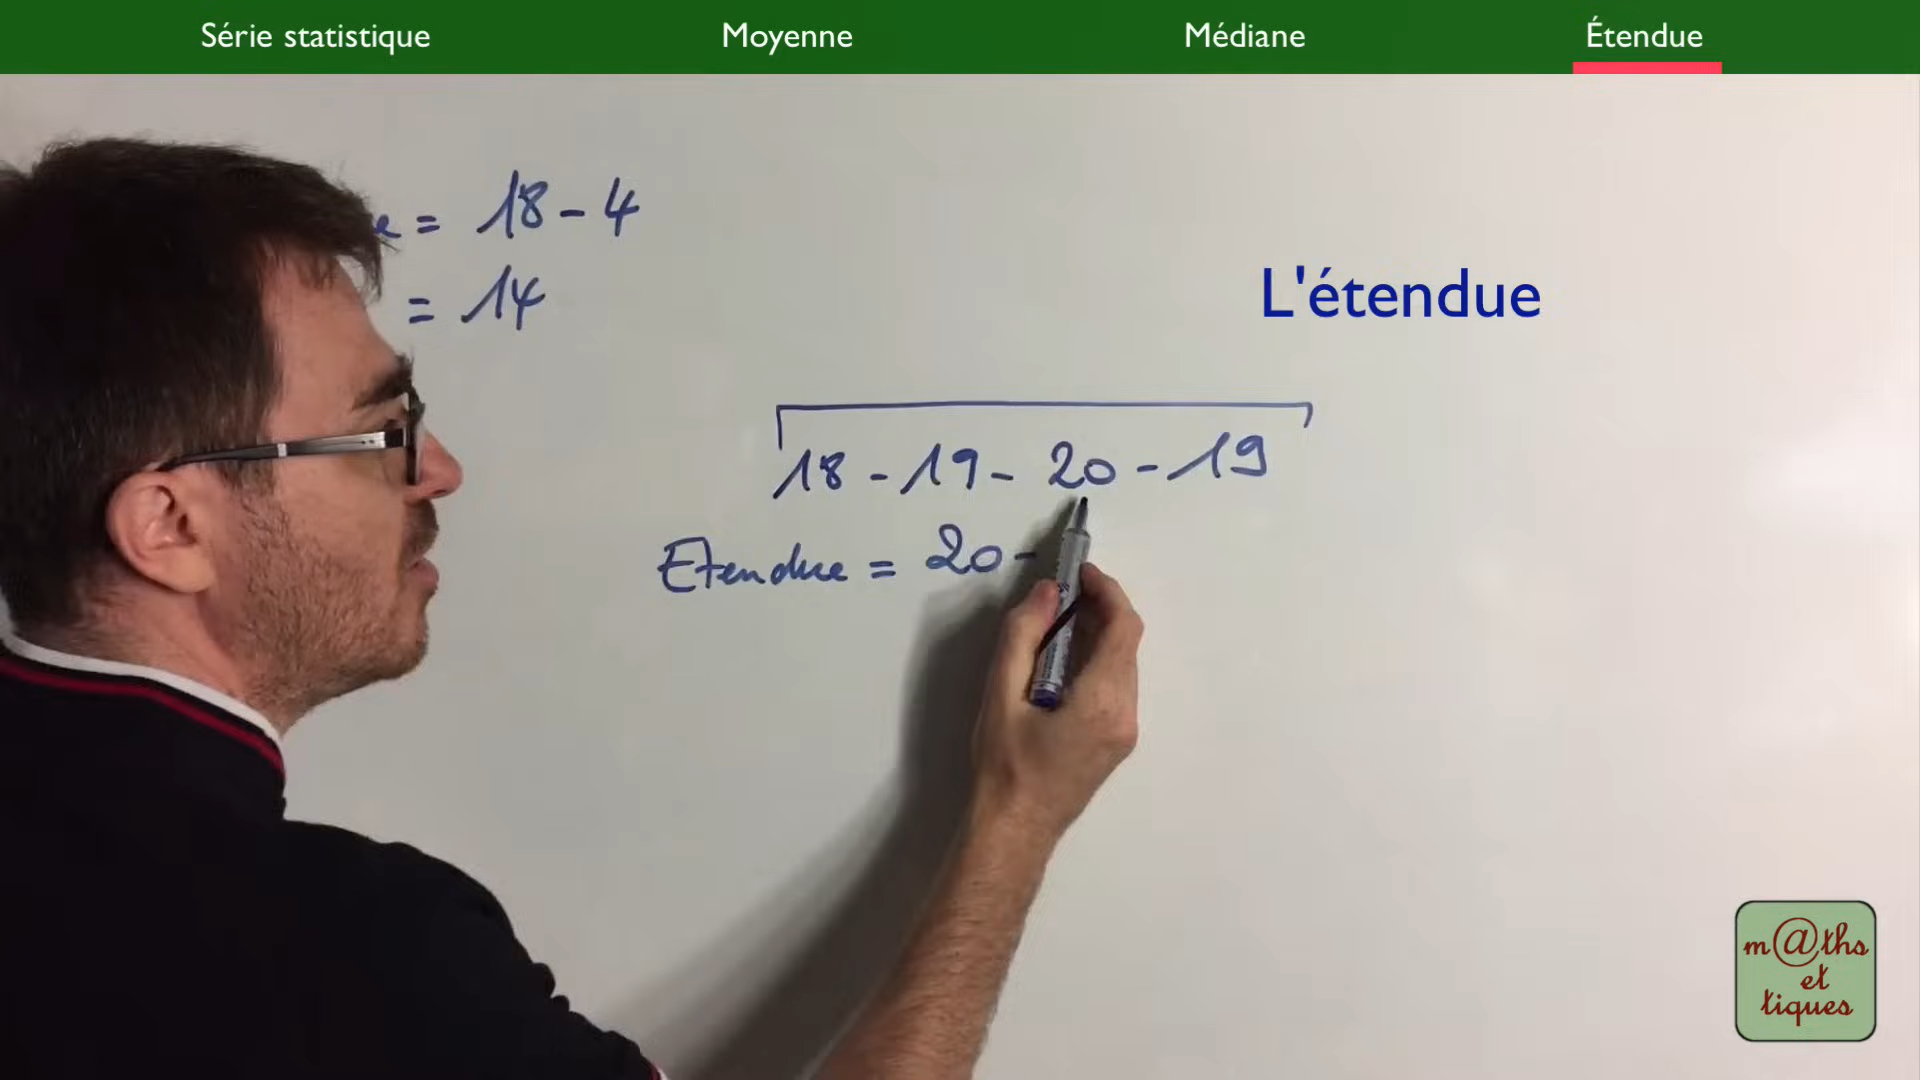 Série statistique
Moyenne
Médiane
Étendue
e = 18 - 4
= 14
L'étendue
18 - 19 - 20 - 19
Etendue = 20 -
m@ths
et
tiques